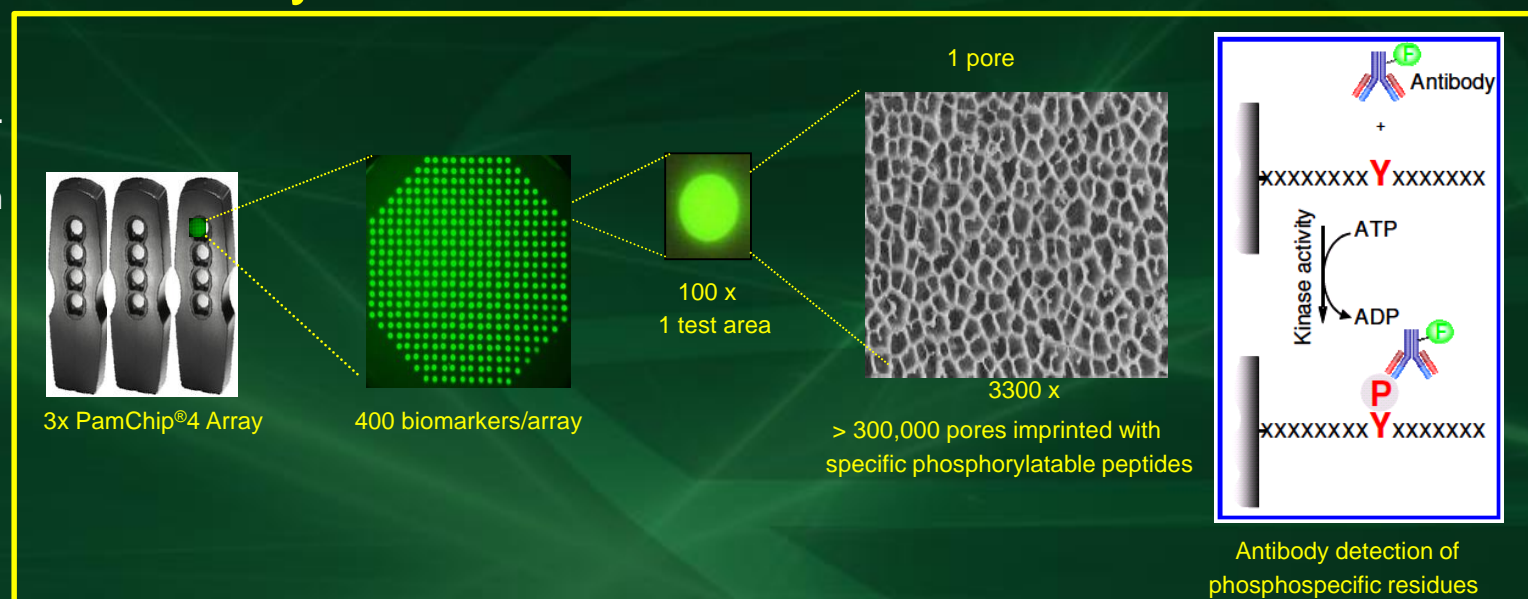 1 pore
3x PamChip®4 Array
400 biomarkers/array
100 x
1 test area
3300 x
> 300,000 pores imprinted with
specific phosphorylatable peptides
F
Antibody
+
xxxxxxxxYxxxxxxx
Kinase activity
ATP
ADP
F
P
xxxxxxxxYxxxxxxx
Antibody detection of
phosphospecific residues